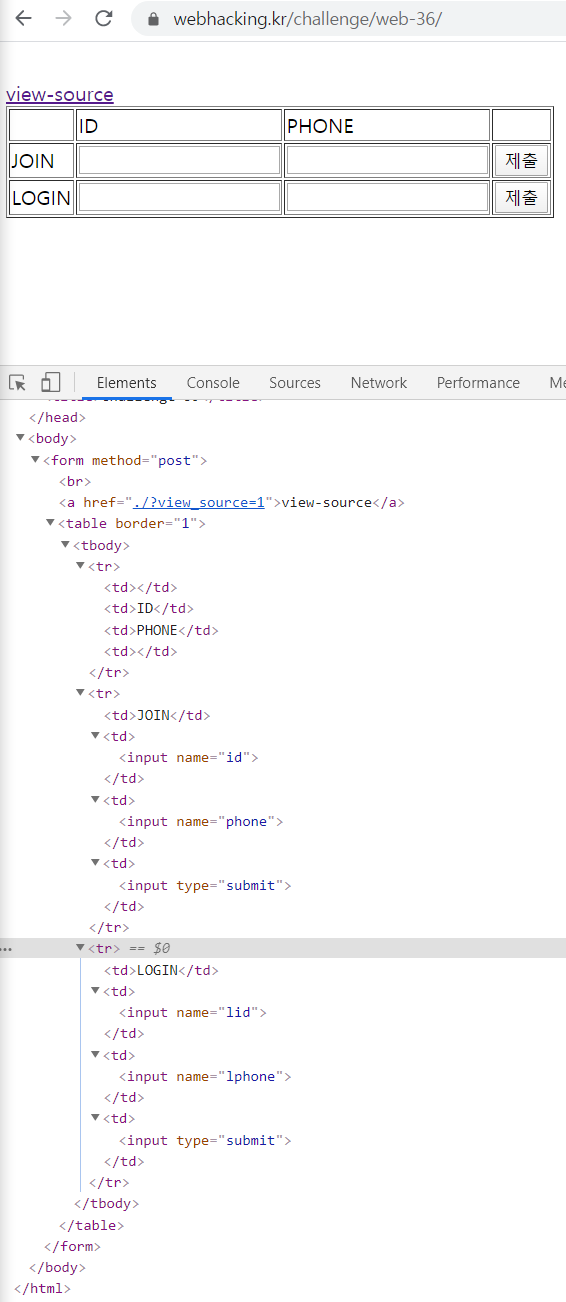 webhacking.kr/challenge/web-36/
view-source
ID PHONE
JOIN 제출
LOGIN 제출
Elements Console Sources Network Performance
</head>
<body>
<form method="post">
<br>
<a href="./?view_source=1">view-source</a>
<table border="1">
<tbody>
<tr>
<td></td>
<td>ID</td>
<td>PHONE</td>
<td></td>
</tr>
<tr>
<td>JOIN</td>
<td>
<input name="id">
</td>
<td>
<input name="phone">
</td>
<td>
<input type="submit">
</td>
</tr>
… <tr> == $0
<td>LOGIN</td>
<td>
<input name="lid">
</td>
<td>
<input name="lphone">
</td>
<td>
<input type="submit">
</td>
</tr>
</tbody>
</table>
</form>
</body>
</html>